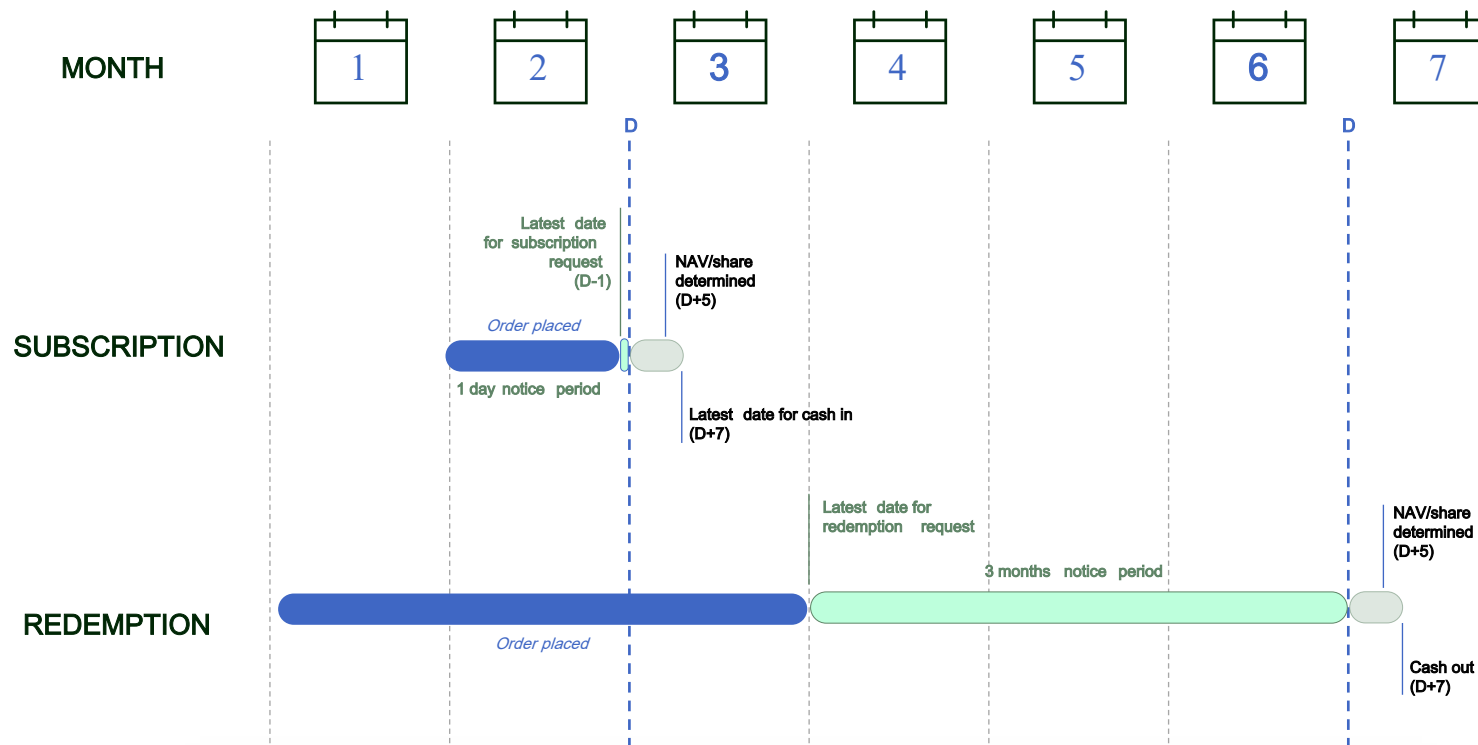 MONTH
1
2
3
4
5
6
7
D
D
Latest date
for subscription
request
(D-1)
NAV/share
determined
(D+5)
Order placed
SUBSCRIPTION
1 day notice period
Latest date for cash in
(D+7)
Latest date for
redemption request
NAV/share
determined
(D+5)
3 months notice period
REDEMPTION
Order placed
Cash out
(D+7)